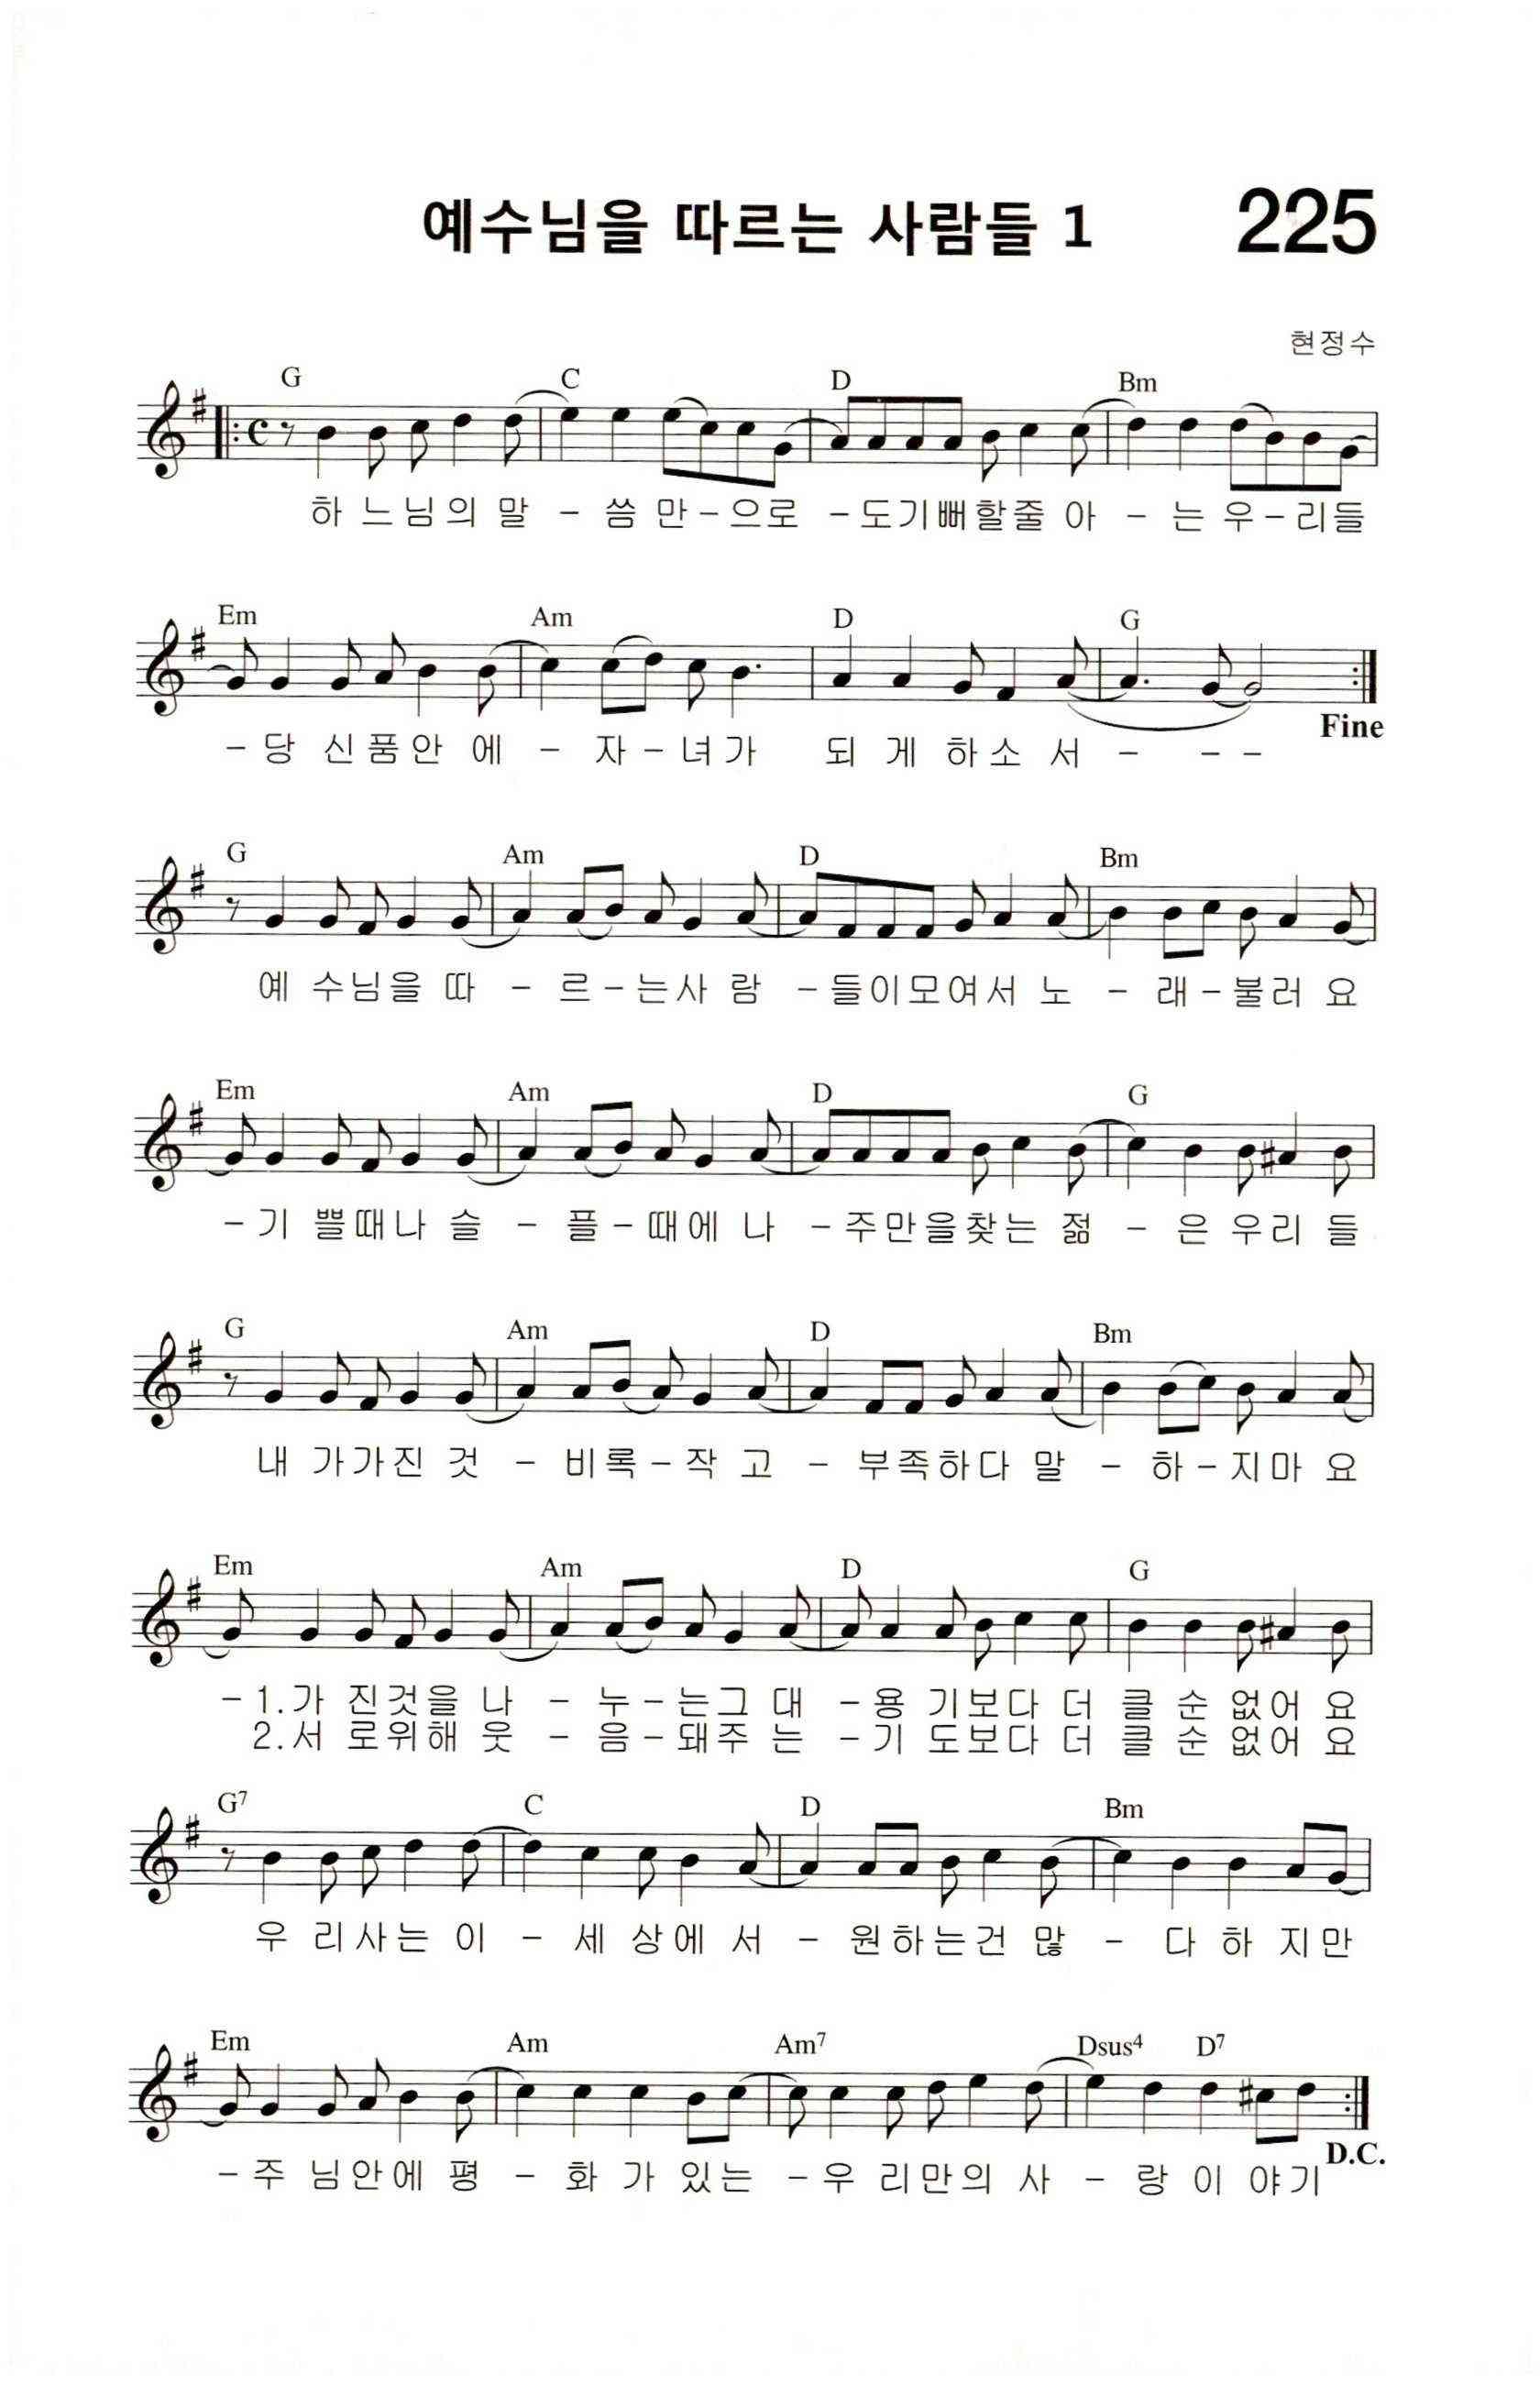 예수님을 따르는 사람들 1 225
현정수
G C D Bm
하 느님의 말 - 씀 만-으로 -도기뻐할줄 아 - 는 우-리들
Em Am D G
-당 신품안 에 - 자-녀가 되 게 하소 서 - - -
Fine
G Am D Bm
예 수님을 따 - 르-는사 람 -들이모여서 노 - 래-불러 요
Em Am D G
-기 쁠때나 슬 - 플-때에 나 -주만을찾는 젊 - 은 우리 들
G Am D Bm
내 가가진 것 - 비록-작 고 - 부족하다 말 - 하-지마 요
Em Am D G
-1.가 진것을 나 - 누-는그 대 -용 기보다 더 클 순 없어 요
2.서 로위해 웃 - 음-돼주 는 -기 도보다 더 클 순 없어 요
G7 C D Bm
우 리사는 이 - 세 상에 서 - 원하는건 많 - 다 하 지만
Em Am Am7 Dsus4 D7
-주 님안에 평 - 화 가 있는 -우 리만의 사 - 랑 이 야기
D.C.